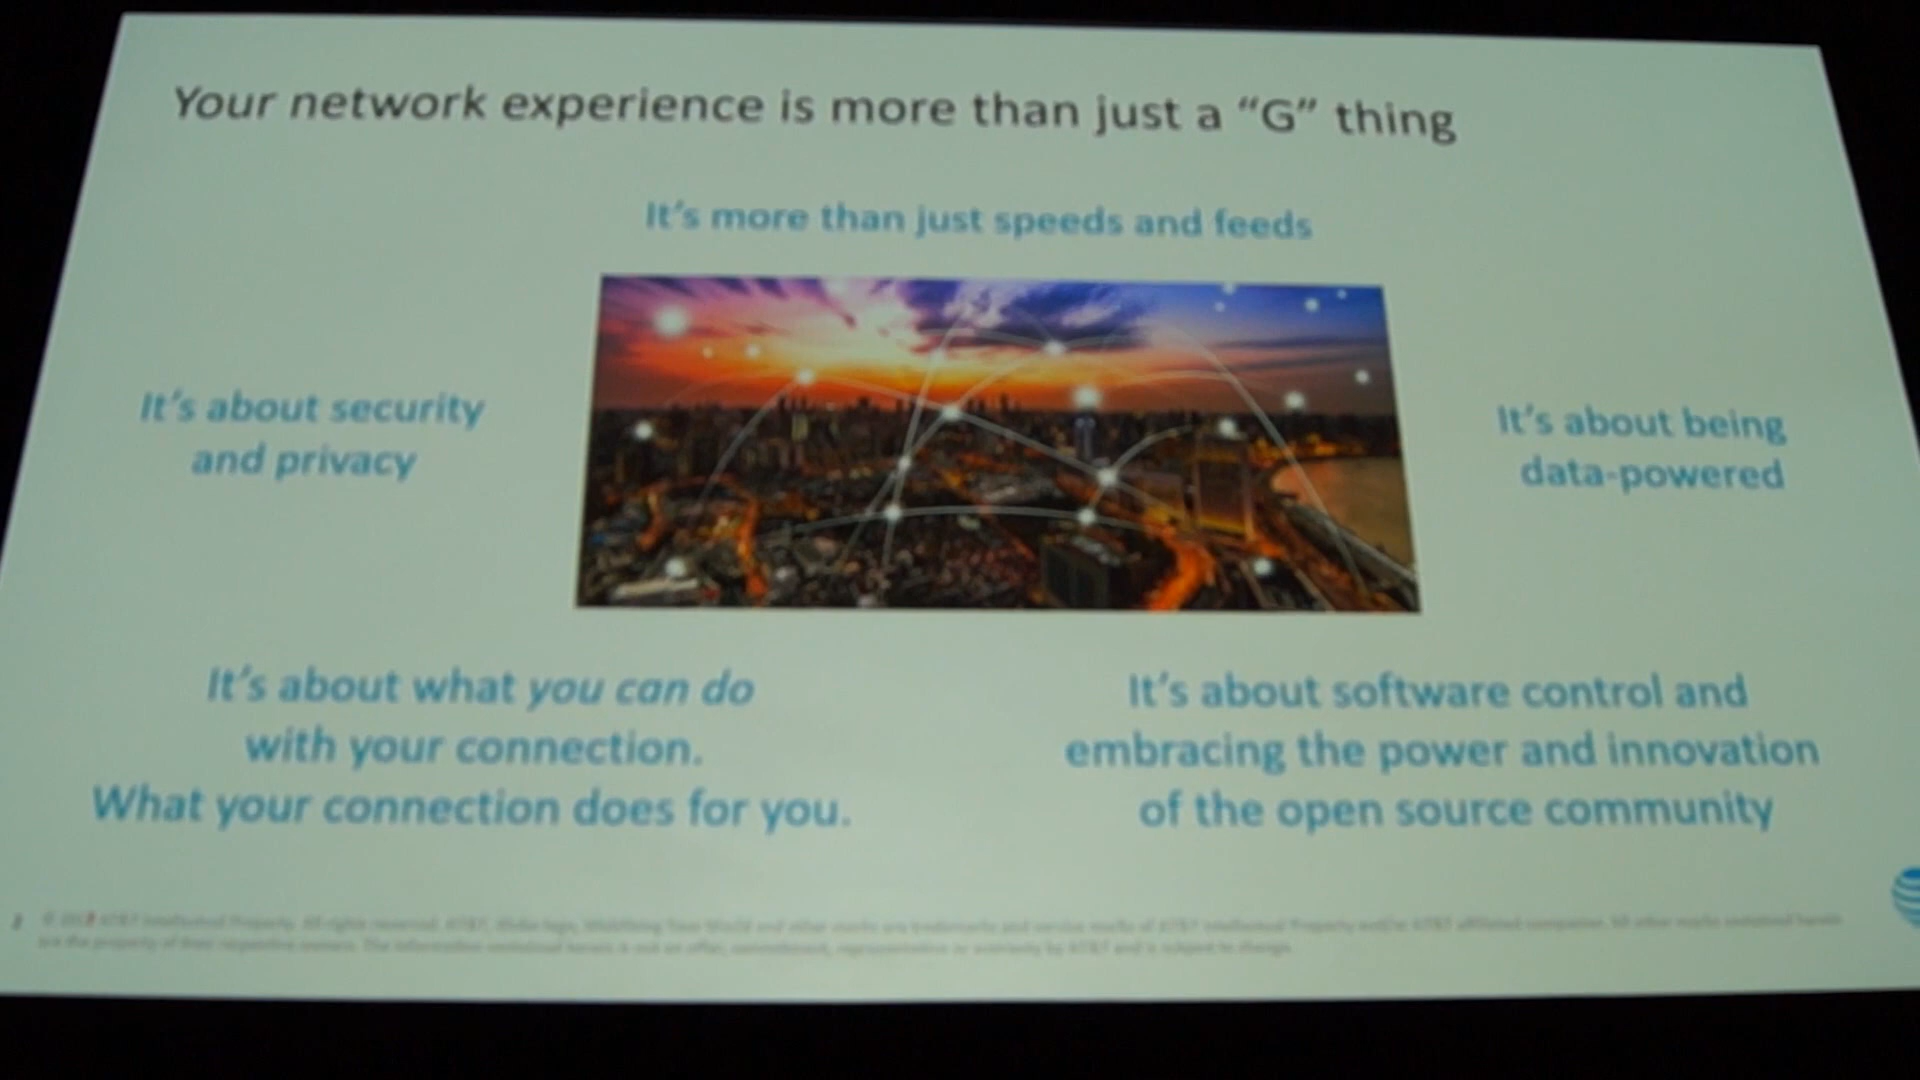 Your network experience is more than just a “G” thing
It’s more than just speeds and feeds
It’s about security
and privacy
It’s about being
data-powered
It’s about what you can do
with your connection.
What your connection does for you.
It’s about software control and
embracing the power and innovation
of the open source community